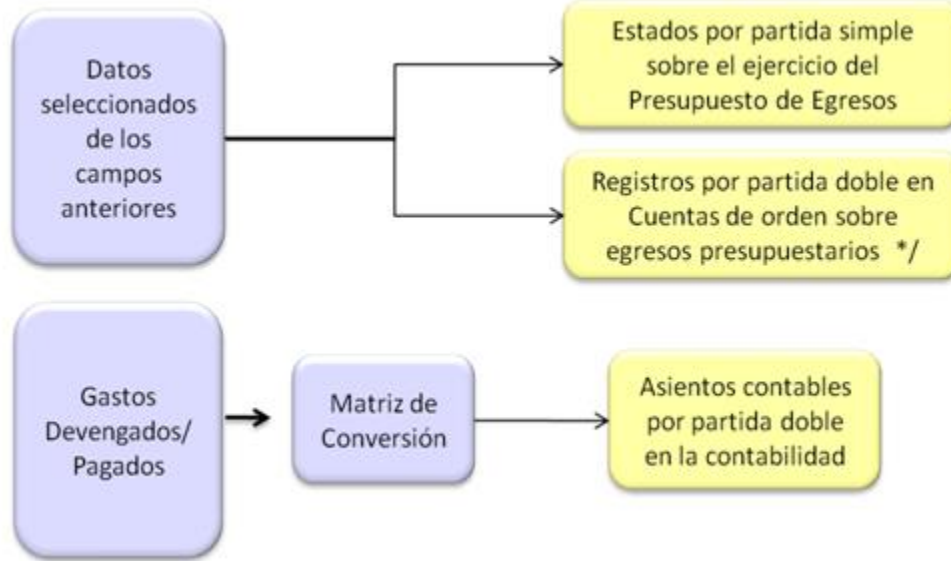 Datos
seleccionados
de los
campos
anteriores
Estados por partida simple
sobre el ejercicio del
Presupuesto de Egresos
Registros por partida doble en
Cuentas de orden sobre
egresos presupuestarios */
Gastos
Devengados/
Pagados
Matriz de
Conversión
Asientos contables
por partida doble
en la contabilidad